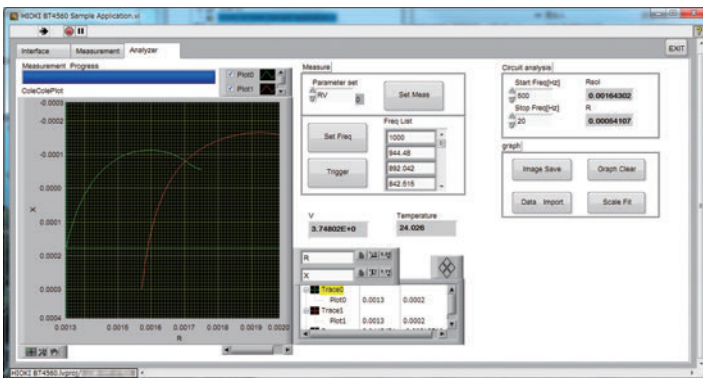 HIOKI BT4560 Sample Application.vi
Interface
Measurement
Analyzer
EXIT
Measurement Progress
Plot0
Plot1
ColeColePlot
-0.0003
-0.0002
-0.0001
0.0000
0.0001
0.0002
0.0003
0.0004
X
0.0013
0.0015
0.0016
0.0017
0.0018
0.0019
0.0020
R
Measure
Parameter set
RV
Set Meas
Set Freq
Trigger
Freq List
1000
944.48
892.042
842.515
V
3.74802E+0
Temperature
24.026
R
X
Trace0
Plot0 0.0013 0.0002
Trace1
Plot1 0.0013 0.0002
Circuit analysis
Start Freq[Hz]
500
Stop Freq[Hz]
20
Rsol
0.00164302
R
0.00054107
graph
Image Save
Graph Clear
Data Import
Scale Fit
HIOKI BT4560.lvproj/